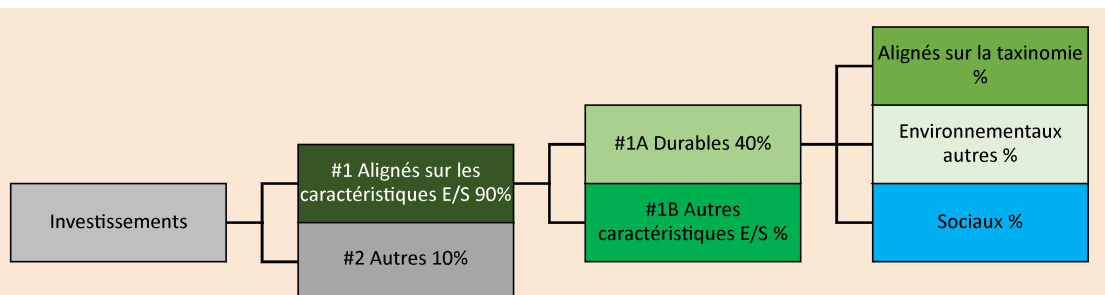 Investissements
#1 Alignés sur les
caractéristiques E/S 90%
#2 Autres 10%
#1A Durables 40%
#1B Autres
caractéristiques E/S %
Alignés sur la taxinomie
%
Environnementaux
autres %
Sociaux %